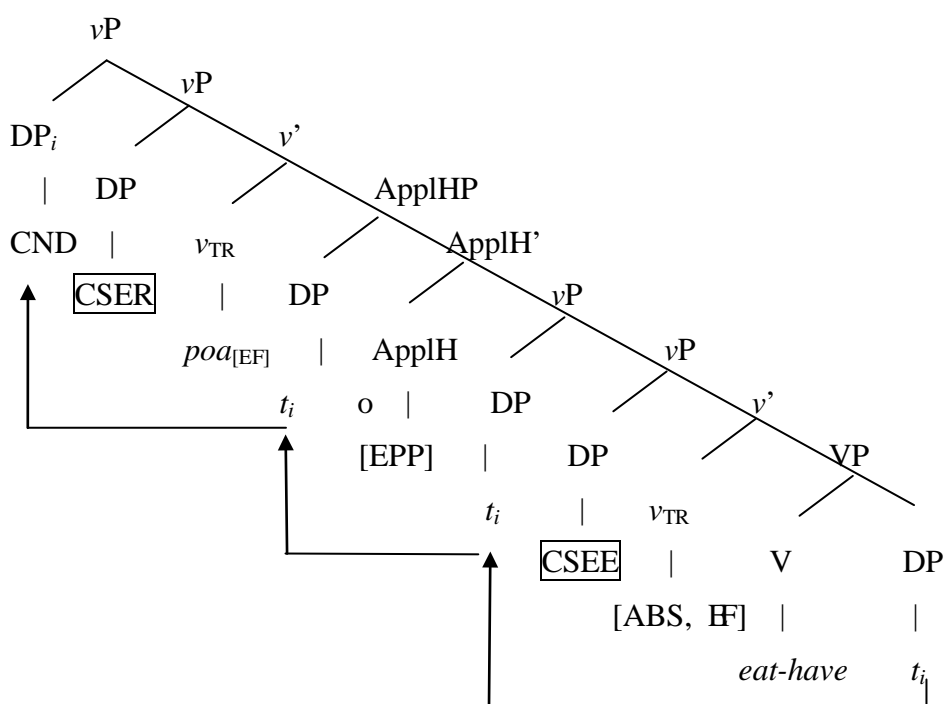 vP
vP
DPi v'
| DP ApplHP
CND | vTR ApplH'
CSER | DP vP
poa[EF] | ApplH vP
ti o | DP v'
[EPP] | DP VP
ti | vTR
CSEE | V DP
[ABS, EF] | |
eat-have ti